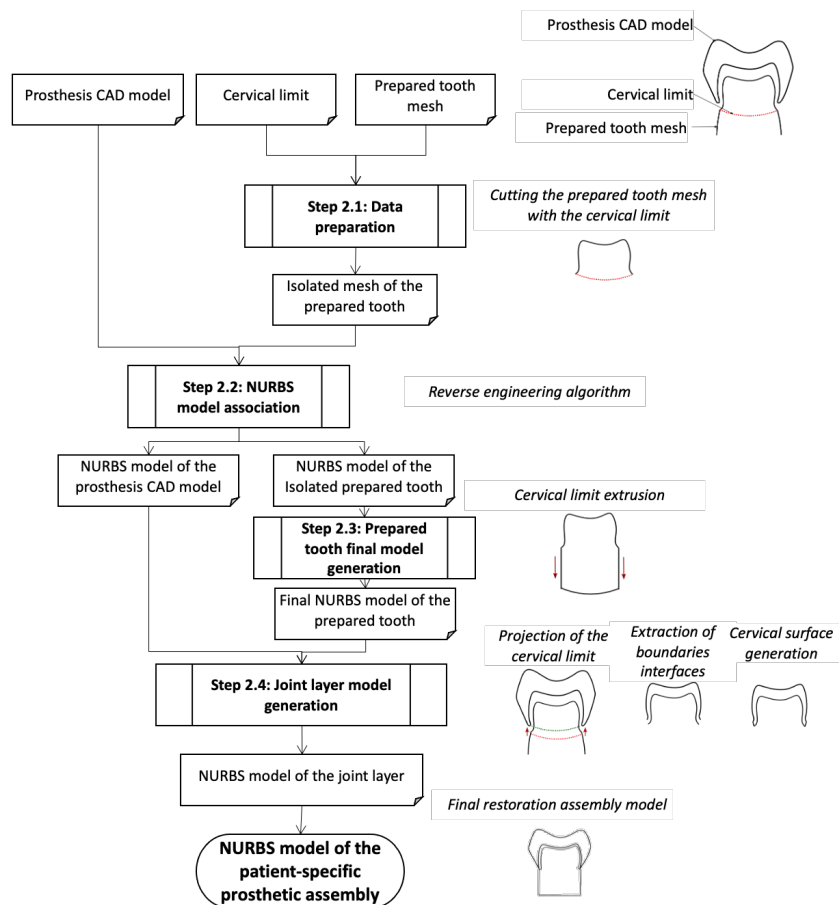 Prosthesis CAD model
Cervical limit
Prepared tooth mesh
Prosthesis CAD model
Cervical limit
Prepared tooth
mesh
Step 2.1: Data
preparation
Cutting the prepared tooth mesh
with the cervical limit
Isolated mesh of the
prepared tooth
Step 2.2: NURBS
model association
Reverse engineering algorithm
NURBS model of the
prosthesis CAD model
NURBS model of the
Isolated prepared tooth
Cervical limit extrusion
Step 2.3: Prepared
tooth final model
generation
Final NURBS model of the
prepared tooth
Projection of the
cervical limit
Extraction of
boundaries
interfaces
Cervical surface
generation
Step 2.4: Joint layer model
generation
NURBS model of the joint layer
Final restoration assembly model
NURBS model of the
patient-specific
prosthetic assembly